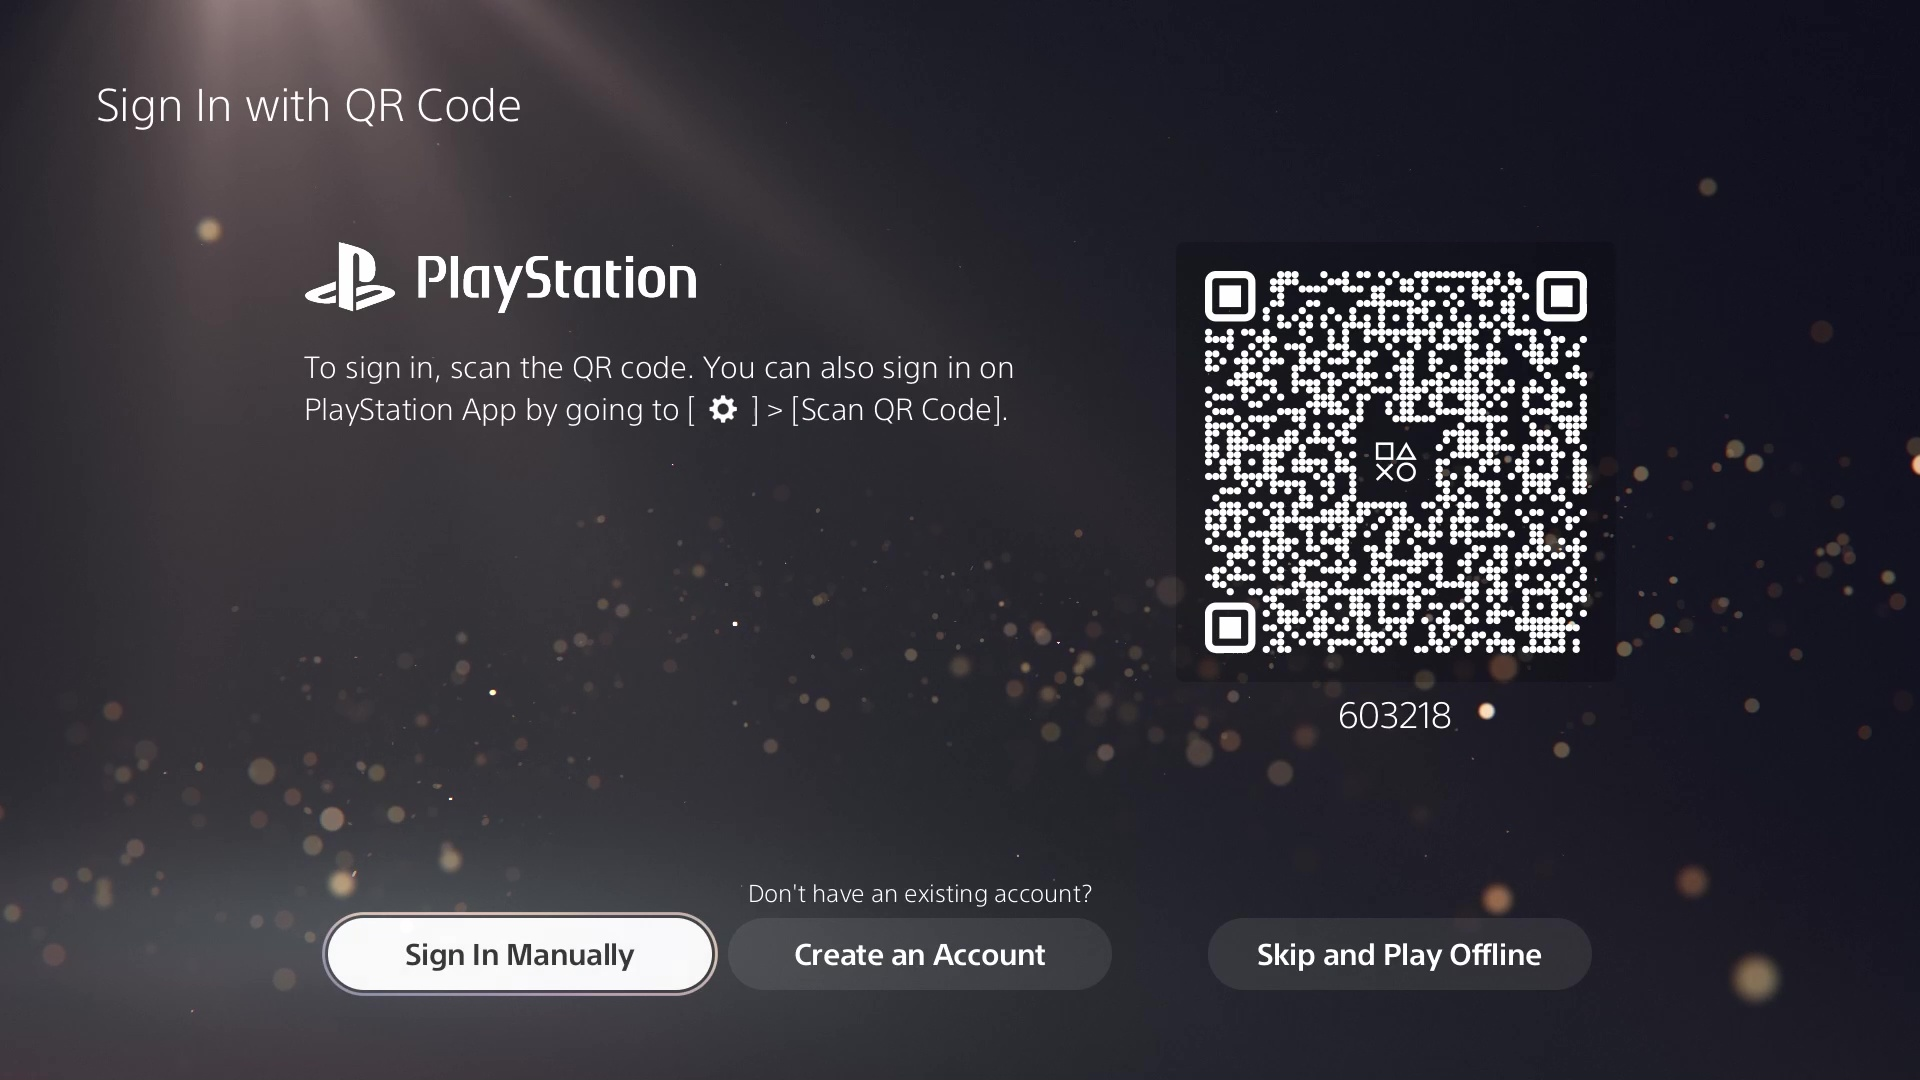 Sign In with QR Code
PlayStation
To sign in, scan the QR code. You can also sign in on
PlayStation App by going to [ ⚙ ] > [Scan QR Code].
603218
Don't have an existing account?
Sign In Manually
Create an Account
Skip and Play Offline